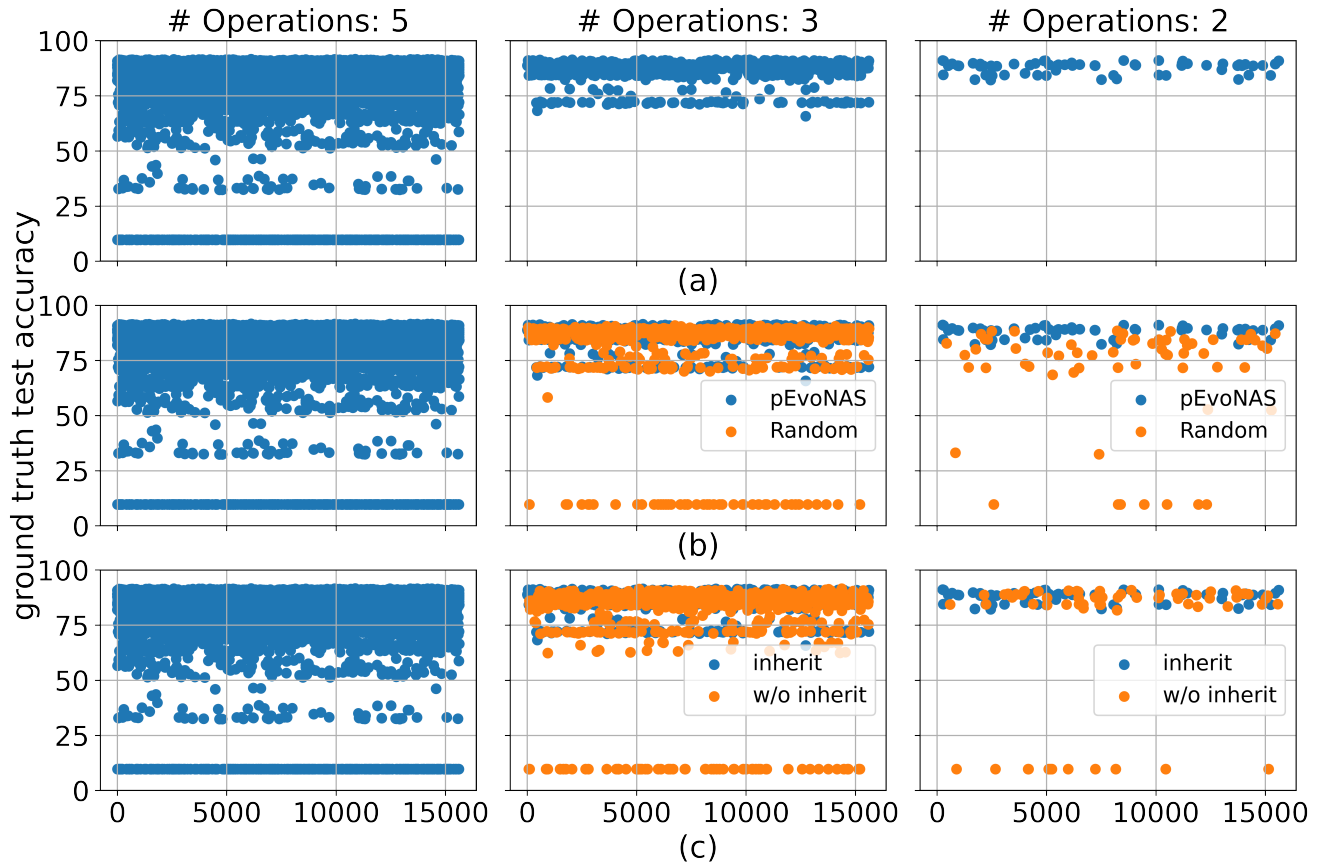 # Operations: 5
# Operations: 3
# Operations: 2
ground truth test accuracy
100
75
50
25
0
(a)
100
75
50
25
0
pEvoNAS
Random
pEvoNAS
Random
(b)
100
75
50
25
0
inherit
w/o inherit
inherit
w/o inherit
0 5000 10000 15000
0 5000 10000 15000
0 5000 10000 15000
(c)